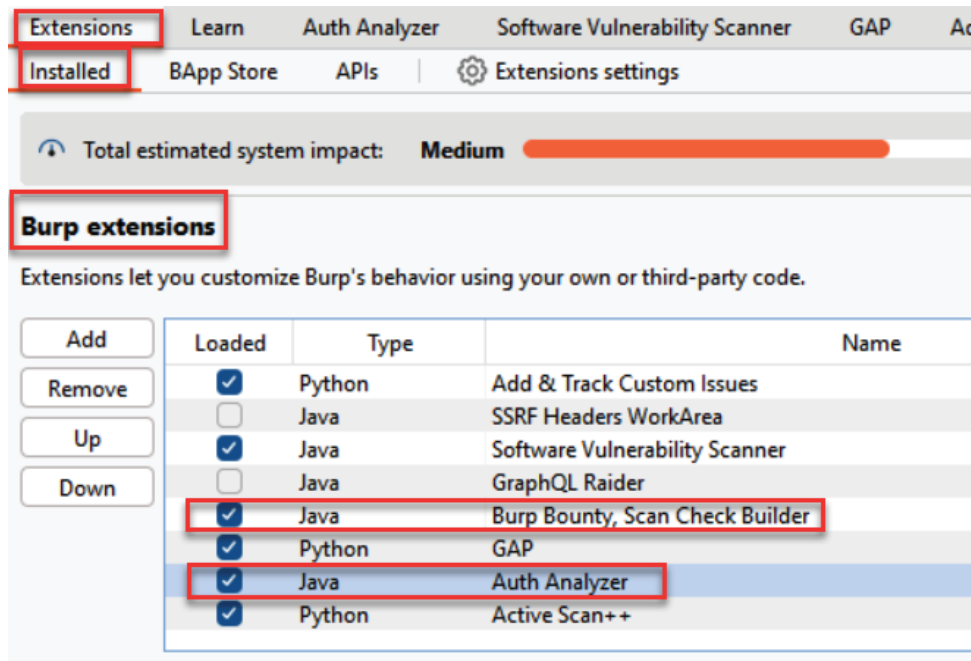 Extensions Learn Auth Analyzer Software Vulnerability Scanner GAP
Installed BApp Store APIs Extensions settings
Total estimated system impact: Medium
Burp extensions
Extensions let you customize Burp's behavior using your own or third-party code.
Add
Remove
Up
Down
Loaded Type Name
Python Add & Track Custom Issues
Java SSRF Headers WorkArea
Java Software Vulnerability Scanner
Java GraphQL Raider
Java Burp Bounty, Scan Check Builder
Python GAP
Java Auth Analyzer
Python Active Scan++